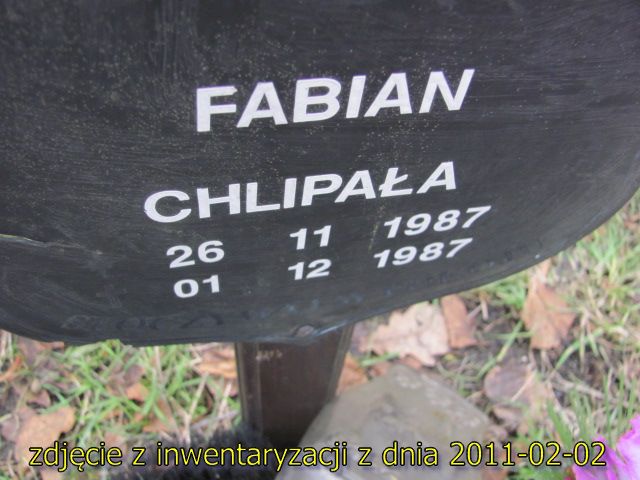 FABIAN
CHLIPAŁA
26 11 1987
01 12 1987
zdjęcie z inwentaryzacji z dnia 2011-02-02